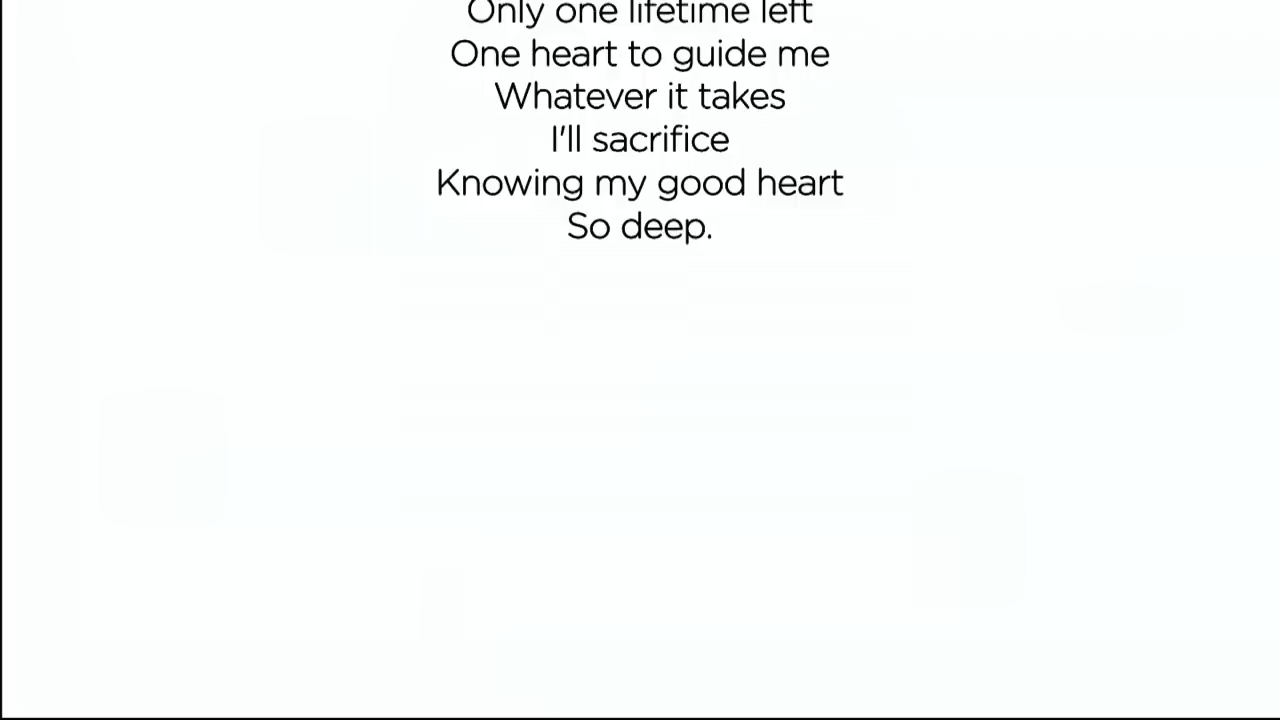 Only one lifetime left
One heart to guide me
Whatever it takes
I'll sacrifice
Knowing my good heart
So deep.